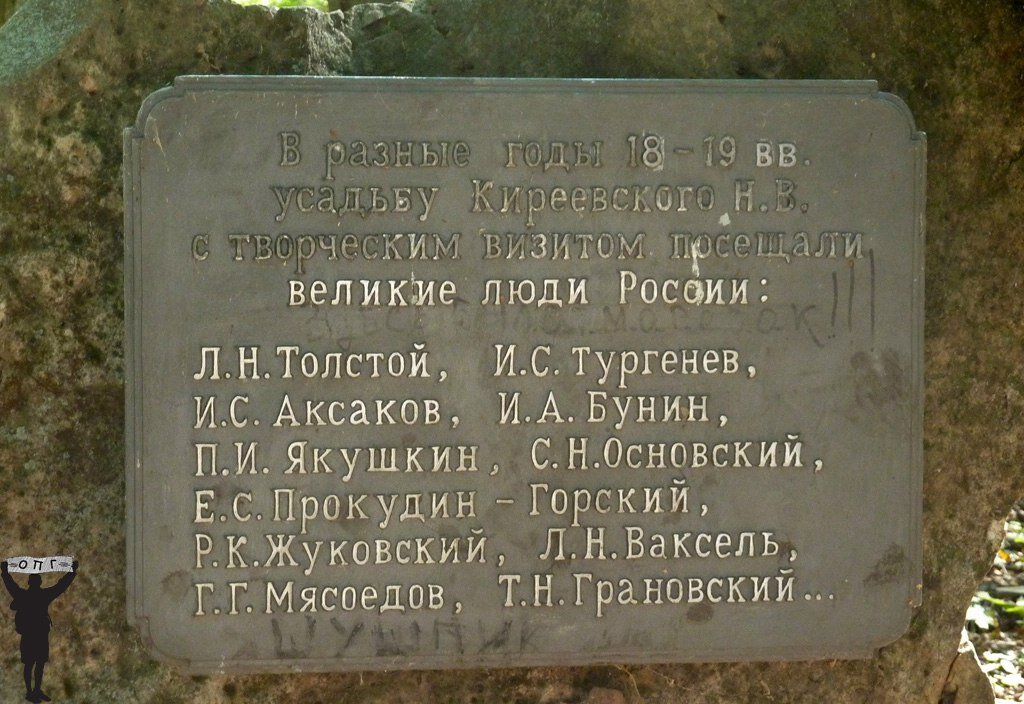 В разные годы 18-19 вв.
усадьбу Киреевского Н.В.
с творческим визитом посещали
великие люди России:
Л.Н.Толстой, И.С.Тургенев,
И.С.Аксаков, И.А.Бунин,
П.И.Якушкин, С.Н.Основский,
Е.С.Прокудин - Горский,
Р.К.Жуковский, Л.Н.Ваксель,
Г.Г.Мясоедов, Т.Н.Грановский...
ОПГ